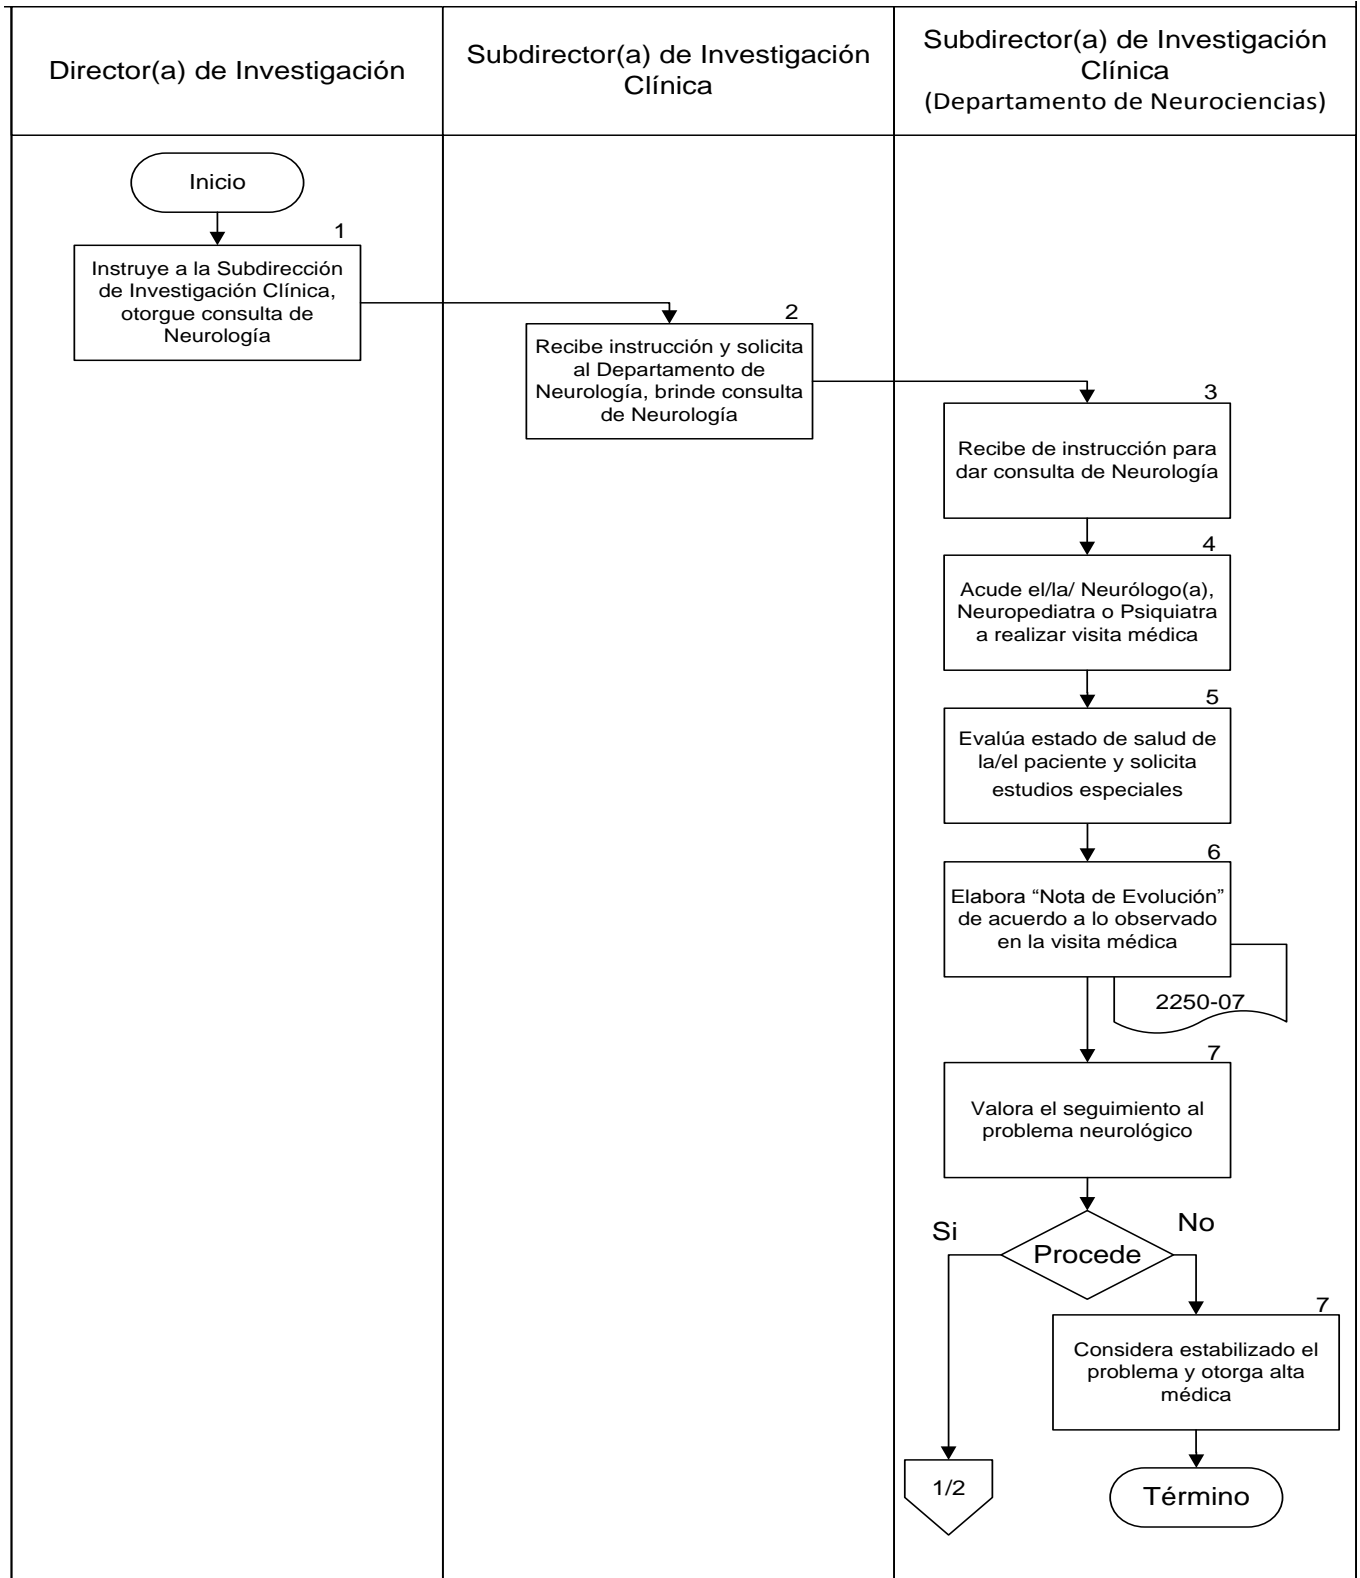 Director(a) de Investigación
Subdirector(a) de Investigación
Clínica
Subdirector(a) de Investigación
Clínica
(Departamento de Neurociencias)
Inicio
1
Instruye a la Subdirección
de Investigación Clínica,
otorgue consulta de
Neurología
2
Recibe instrucción y solicita
al Departamento de
Neurología, brinde consulta
de Neurología
3
Recibe de instrucción para
dar consulta de Neurología
4
Acude el/la/ Neurólogo(a),
Neuropediatra o Psiquiatra
a realizar visita médica
5
Evalúa estado de salud de
la/el paciente y solicita
estudios especiales
6
Elabora “Nota de Evolución”
de acuerdo a lo observado
en la visita médica
2250-07
7
Valora el seguimiento al
problema neurológico
Si
No
Procede
7
Considera estabilizado el
problema y otorga alta
médica
1/2
Término